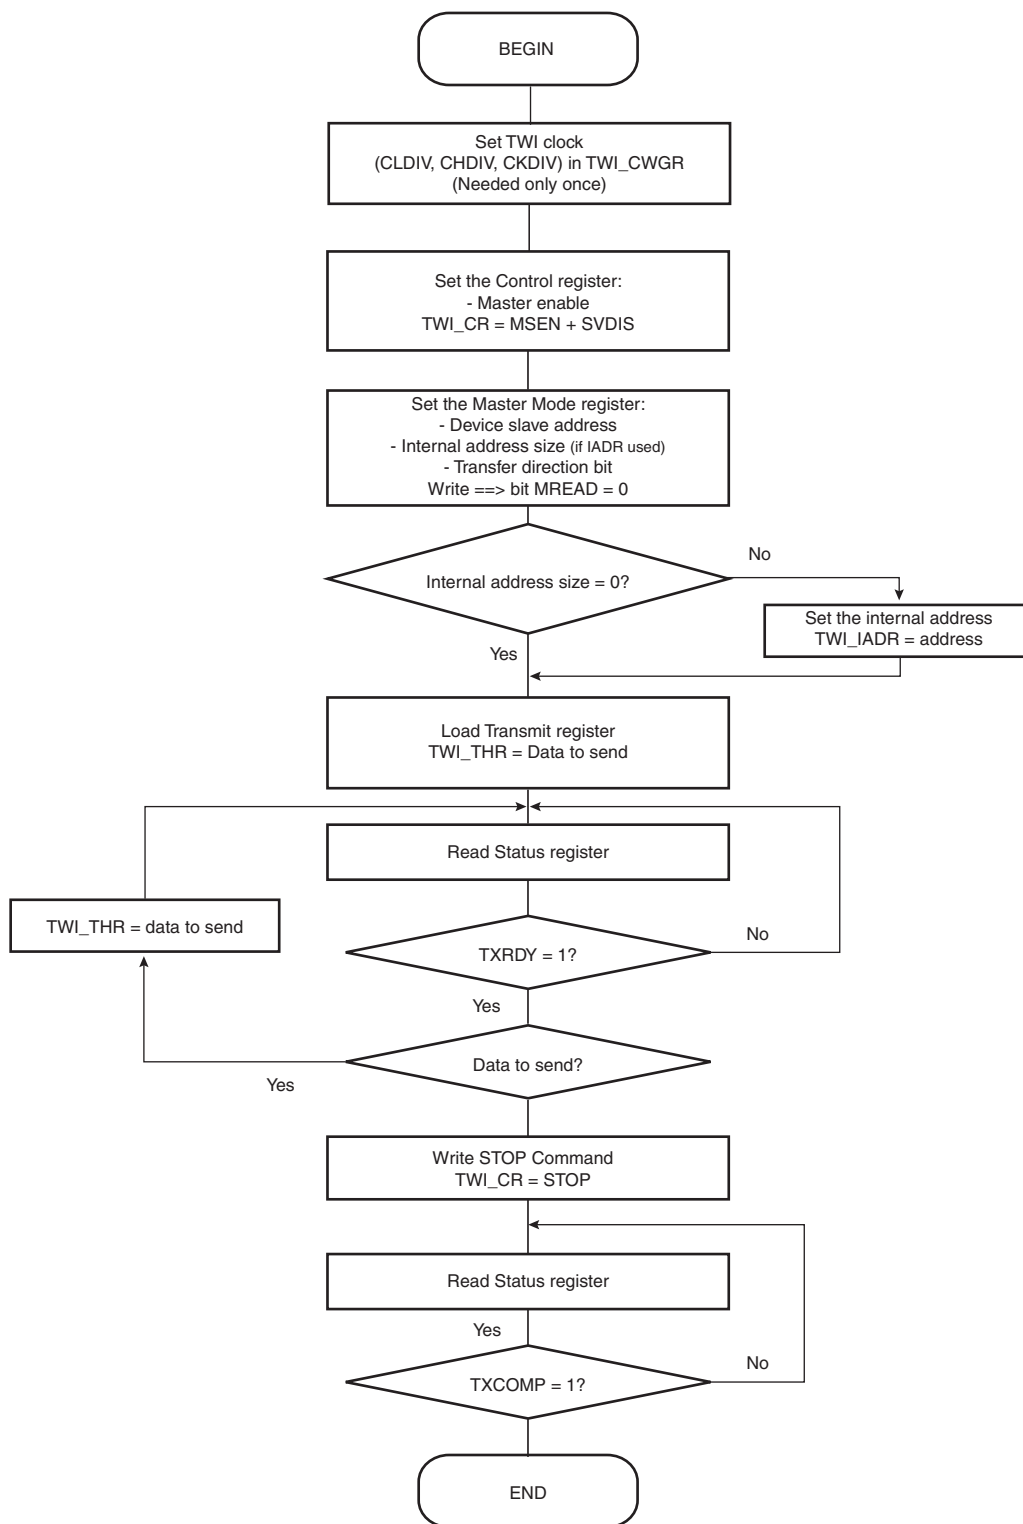 BEGIN
Set TWI clock
(CLDIV, CHDIV, CKDIV) in TWI_CWGR
(Needed only once)
Set the Control register:
- Master enable
TWI_CR = MSEN + SVDIS
Set the Master Mode register:
- Device slave address
- Internal address size (if IADR used)
- Transfer direction bit
Write ==> bit MREAD = 0
Internal address size = 0?
No
Set the internal address
TWI_IADR = address
Yes
Load Transmit register
TWI_THR = Data to send
Read Status register
TWI_THR = data to send
TXRDY = 1?
No
Yes
Data to send?
Yes
Write STOP Command
TWI_CR = STOP
Read Status register
Yes
TXCOMP = 1?
No
END